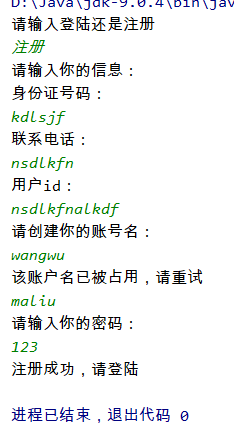 D:\Java\jdk-9.0.4\bin\jav
请输入登陆还是注册
注册
请输入你的信息：
身份证号码：
kdlsjf
联系电话：
nsdlkfn
用户id：
nsdlkfnalkdf
请创建你的账号名：
wangwu
该账户名已被占用，请重试
maliu
请输入你的密码：
123
注册成功，请登陆
进程已结束，退出代码 0